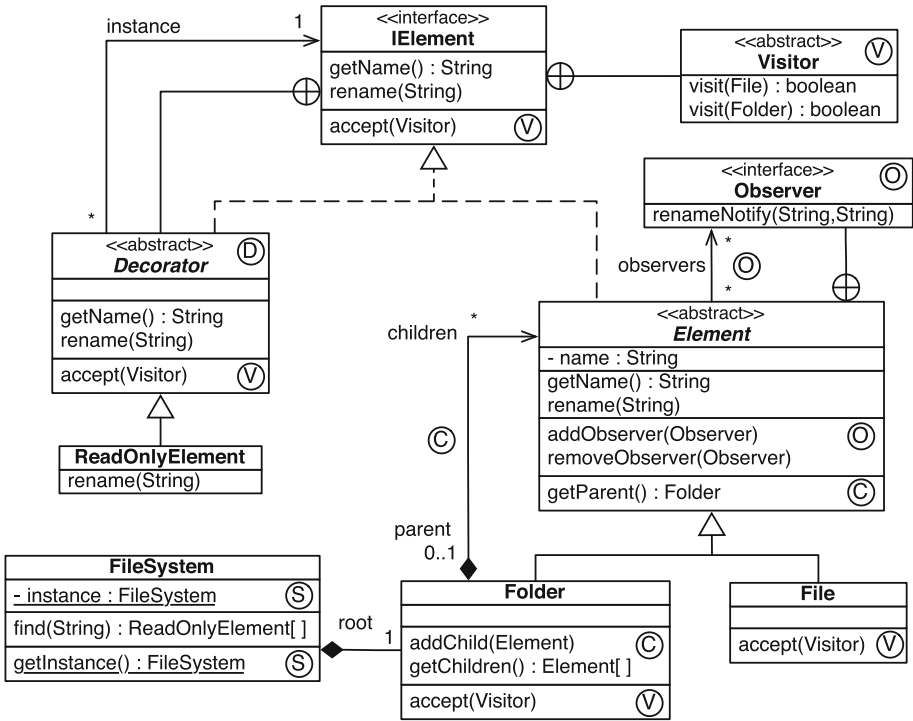 instance
1
<<interface>>
IElement
getName() : String
rename(String)
accept(Visitor)
V
<<abstract>>
Visitor
V
visit(File) : boolean
visit(Folder) : boolean
<<interface>>
Observer
O
renameNotify(String,String)
*
<<abstract>>
Decorator
D
getName() : String
rename(String)
accept(Visitor)
V
*
observers
O
*
<<abstract>>
Element
- name : String
getName() : String
rename(String)
addObserver(Observer)
removeObserver(Observer)
O
getParent() : Folder
C
*
children
C
parent
0..1
ReadOnlyElement
rename(String)
FileSystem
- instance : FileSystem
S
find(String) : ReadOnlyElement[ ]
getInstance() : FileSystem
S
root
1
Folder
addChild(Element)
getChildren() : Element[ ]
C
accept(Visitor)
V
File
accept(Visitor)
V